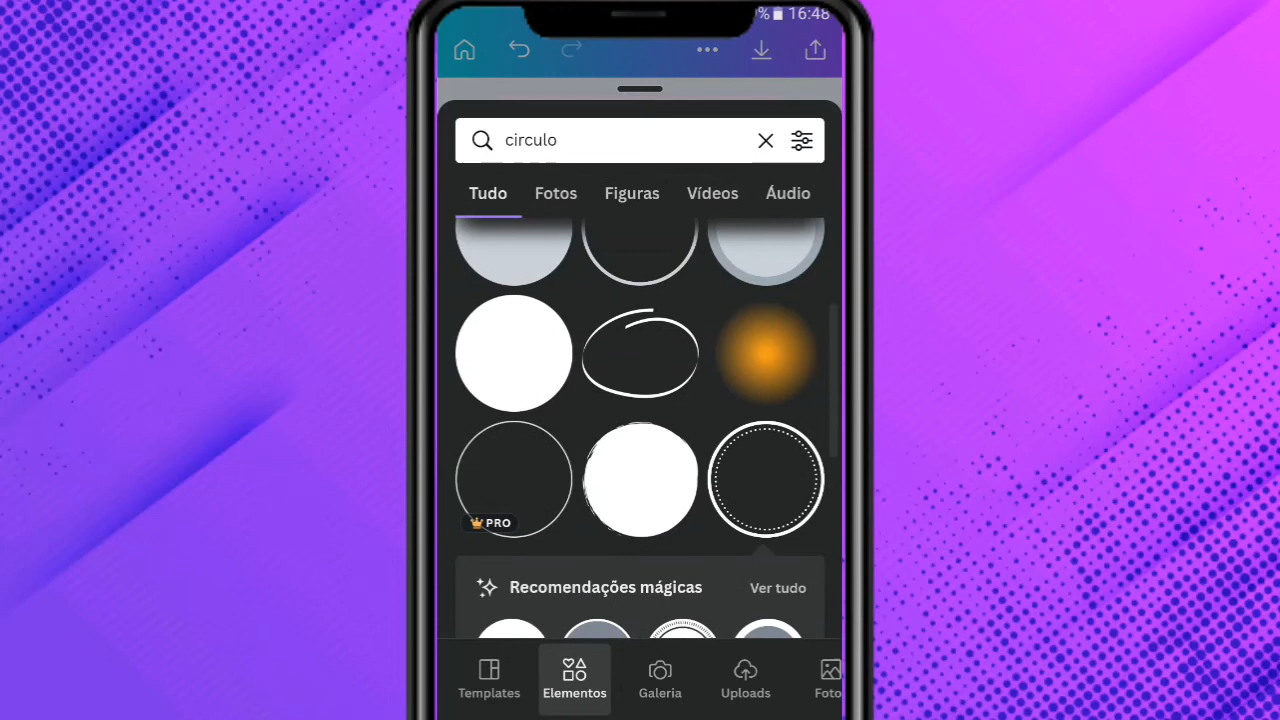 % 16:48
circulo
Tudo Fotos Figuras Vídeos Áudio
PRO
Recomendações mágicas Ver tudo
Templates Elementos Galeria Uploads Foto